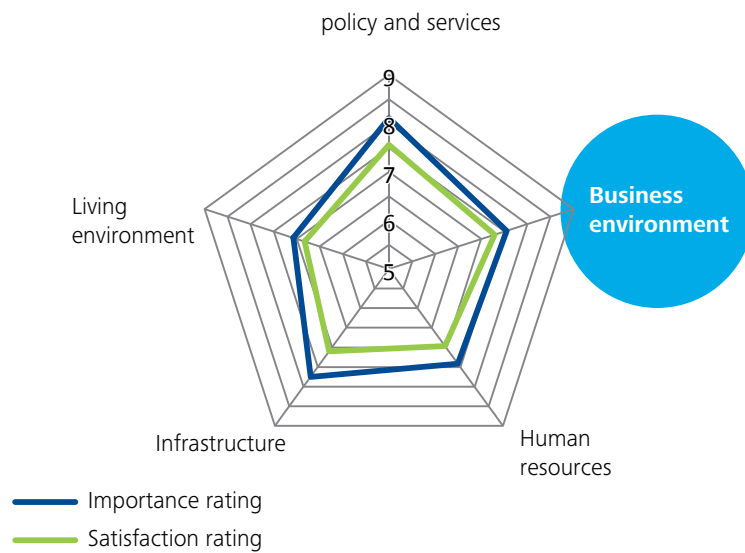 policy and services
9
8
7
6
5
Living
environment
Business
environment
Infrastructure
Human
resources
Importance rating
Satisfaction rating